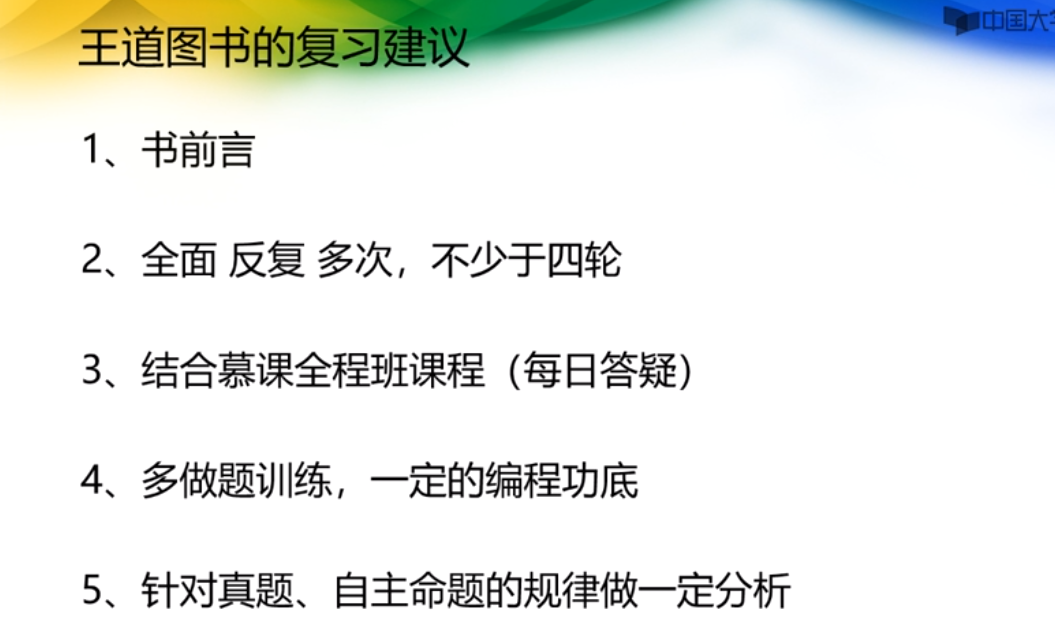 中国大学
王道图书的复习建议
1、书前言
2、全面 反复 多次，不少于四轮
3、结合慕课全程班课程（每日答疑）
4、多做题训练，一定的编程功底
5、针对真题、自主命题的规律做一定分析